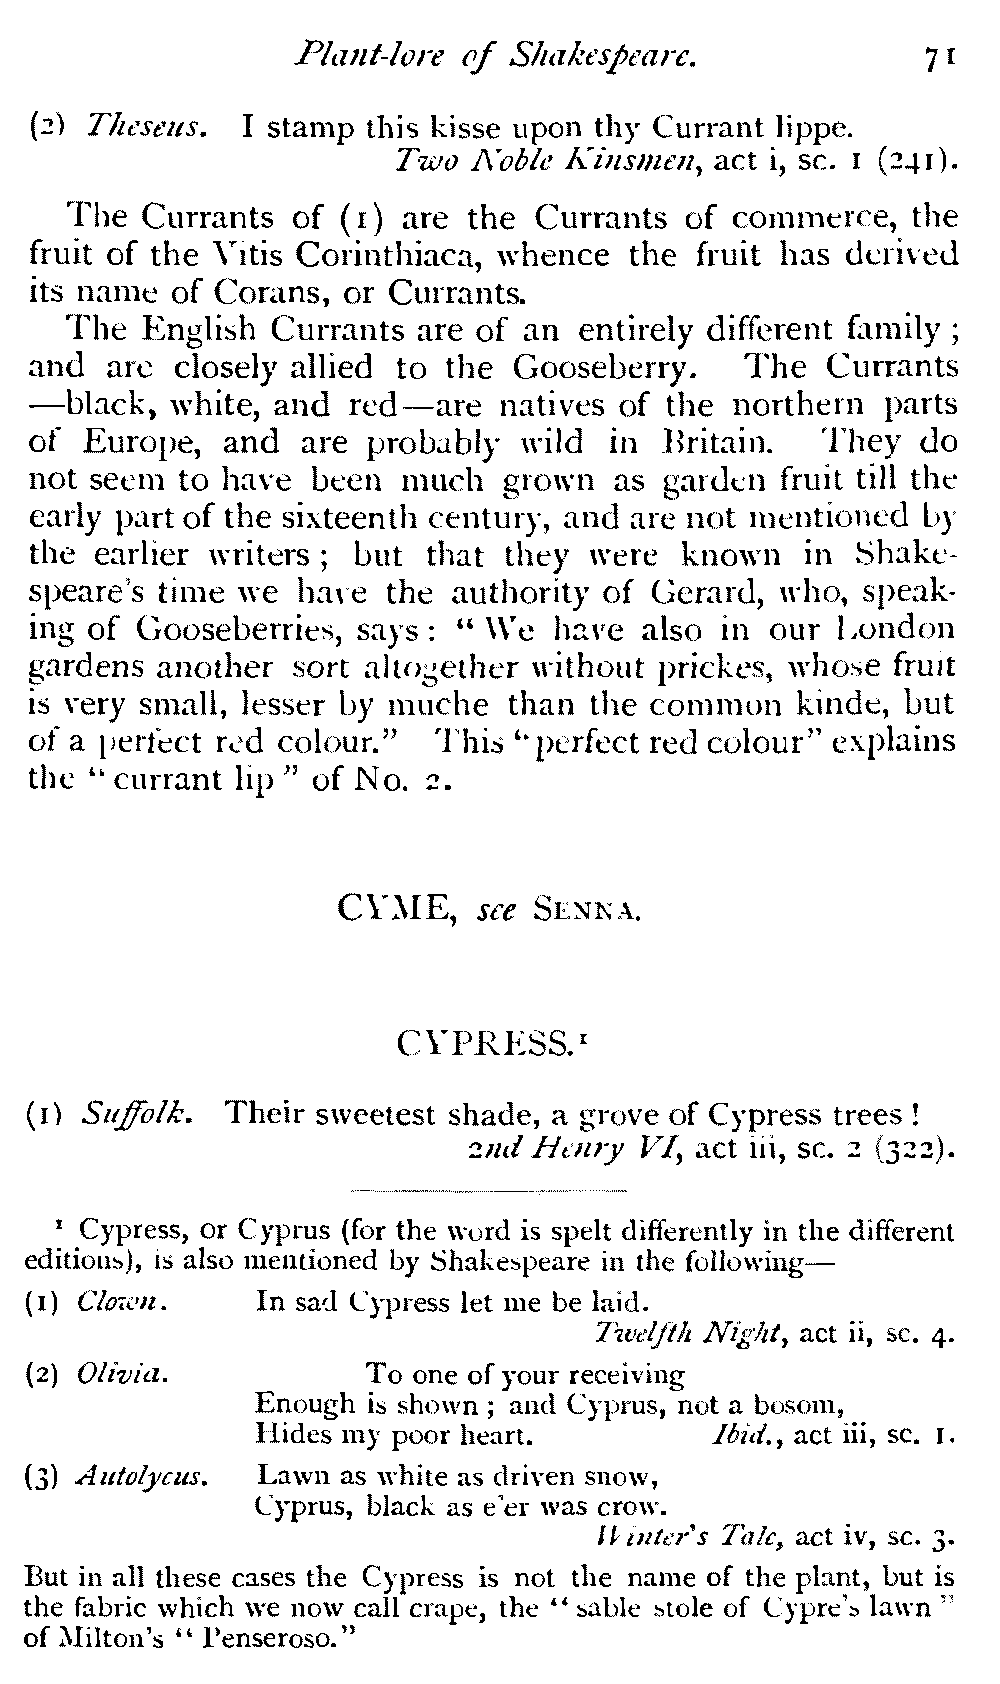 Plant-lore of Shakespeare. 71
(2) Theseus. I stamp this kisse upon thy Currant lippe.
Two Noble Kinsmen, act i, sc. 1 (241).
The Currants of (1) are the Currants of commerce, the
fruit of the Vitis Corinthiaca, whence the fruit has derived
its name of Corans, or Currants.
The English Currants are of an entirely different family ;
and are closely allied to the Gooseberry. The Currants
—black, white, and red—are natives of the northern parts
of Europe, and are probably wild in Britain. They do
not seem to have been much grown as garden fruit till the
early part of the sixteenth century, and are not mentioned by
the earlier writers ; but that they were known in Shake-
speare's time we have the authority of Gerard, who, speak-
ing of Gooseberries, says : " We have also in our London
gardens another sort altogether without prickes, whose fruit
is very small, lesser by muche than the common kinde, but
of a perfect red colour." This "perfect red colour" explains
the " currant lip " of No. 2.
CYME, see SENNA.
CYPRESS.¹
(1) Suffolk. Their sweetest shade, a grove of Cypress trees !
2nd Henry VI, act iii, sc. 2 (322).
¹ Cypress, or Cyprus (for the word is spelt differently in the different
editions), is also mentioned by Shakespeare in the following—
(1) Clown. In sad Cypress let me be laid.
Twelfth Night, act ii, sc. 4.
(2) Olivia. To one of your receiving
Enough is shown ; and Cyprus, not a bosom,
Hides my poor heart. Ibid., act iii, sc. 1.
(3) Autolycus. Lawn as white as driven snow,
Cyprus, black as e'er was crow.
Winter's Tale, act iv, sc. 3.
But in all these cases the Cypress is not the name of the plant, but is
the fabric which we now call crape, the " sable stole of Cypre's lawn "
of Milton's " Penseroso."